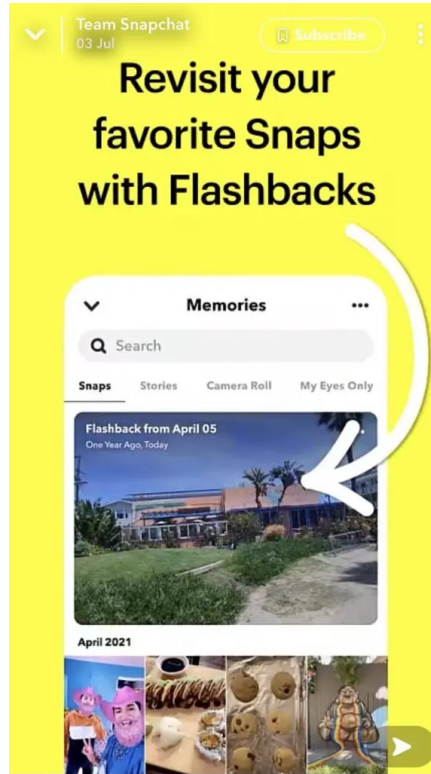 Team Snapchat
Subscribe
03 Jul
Revisit your
favorite Snaps
with Flashbacks
Memories
Search
Snaps Stories Camera Roll My Eyes Only
Flashback from April 05
One Year Ago, Today
April 2021